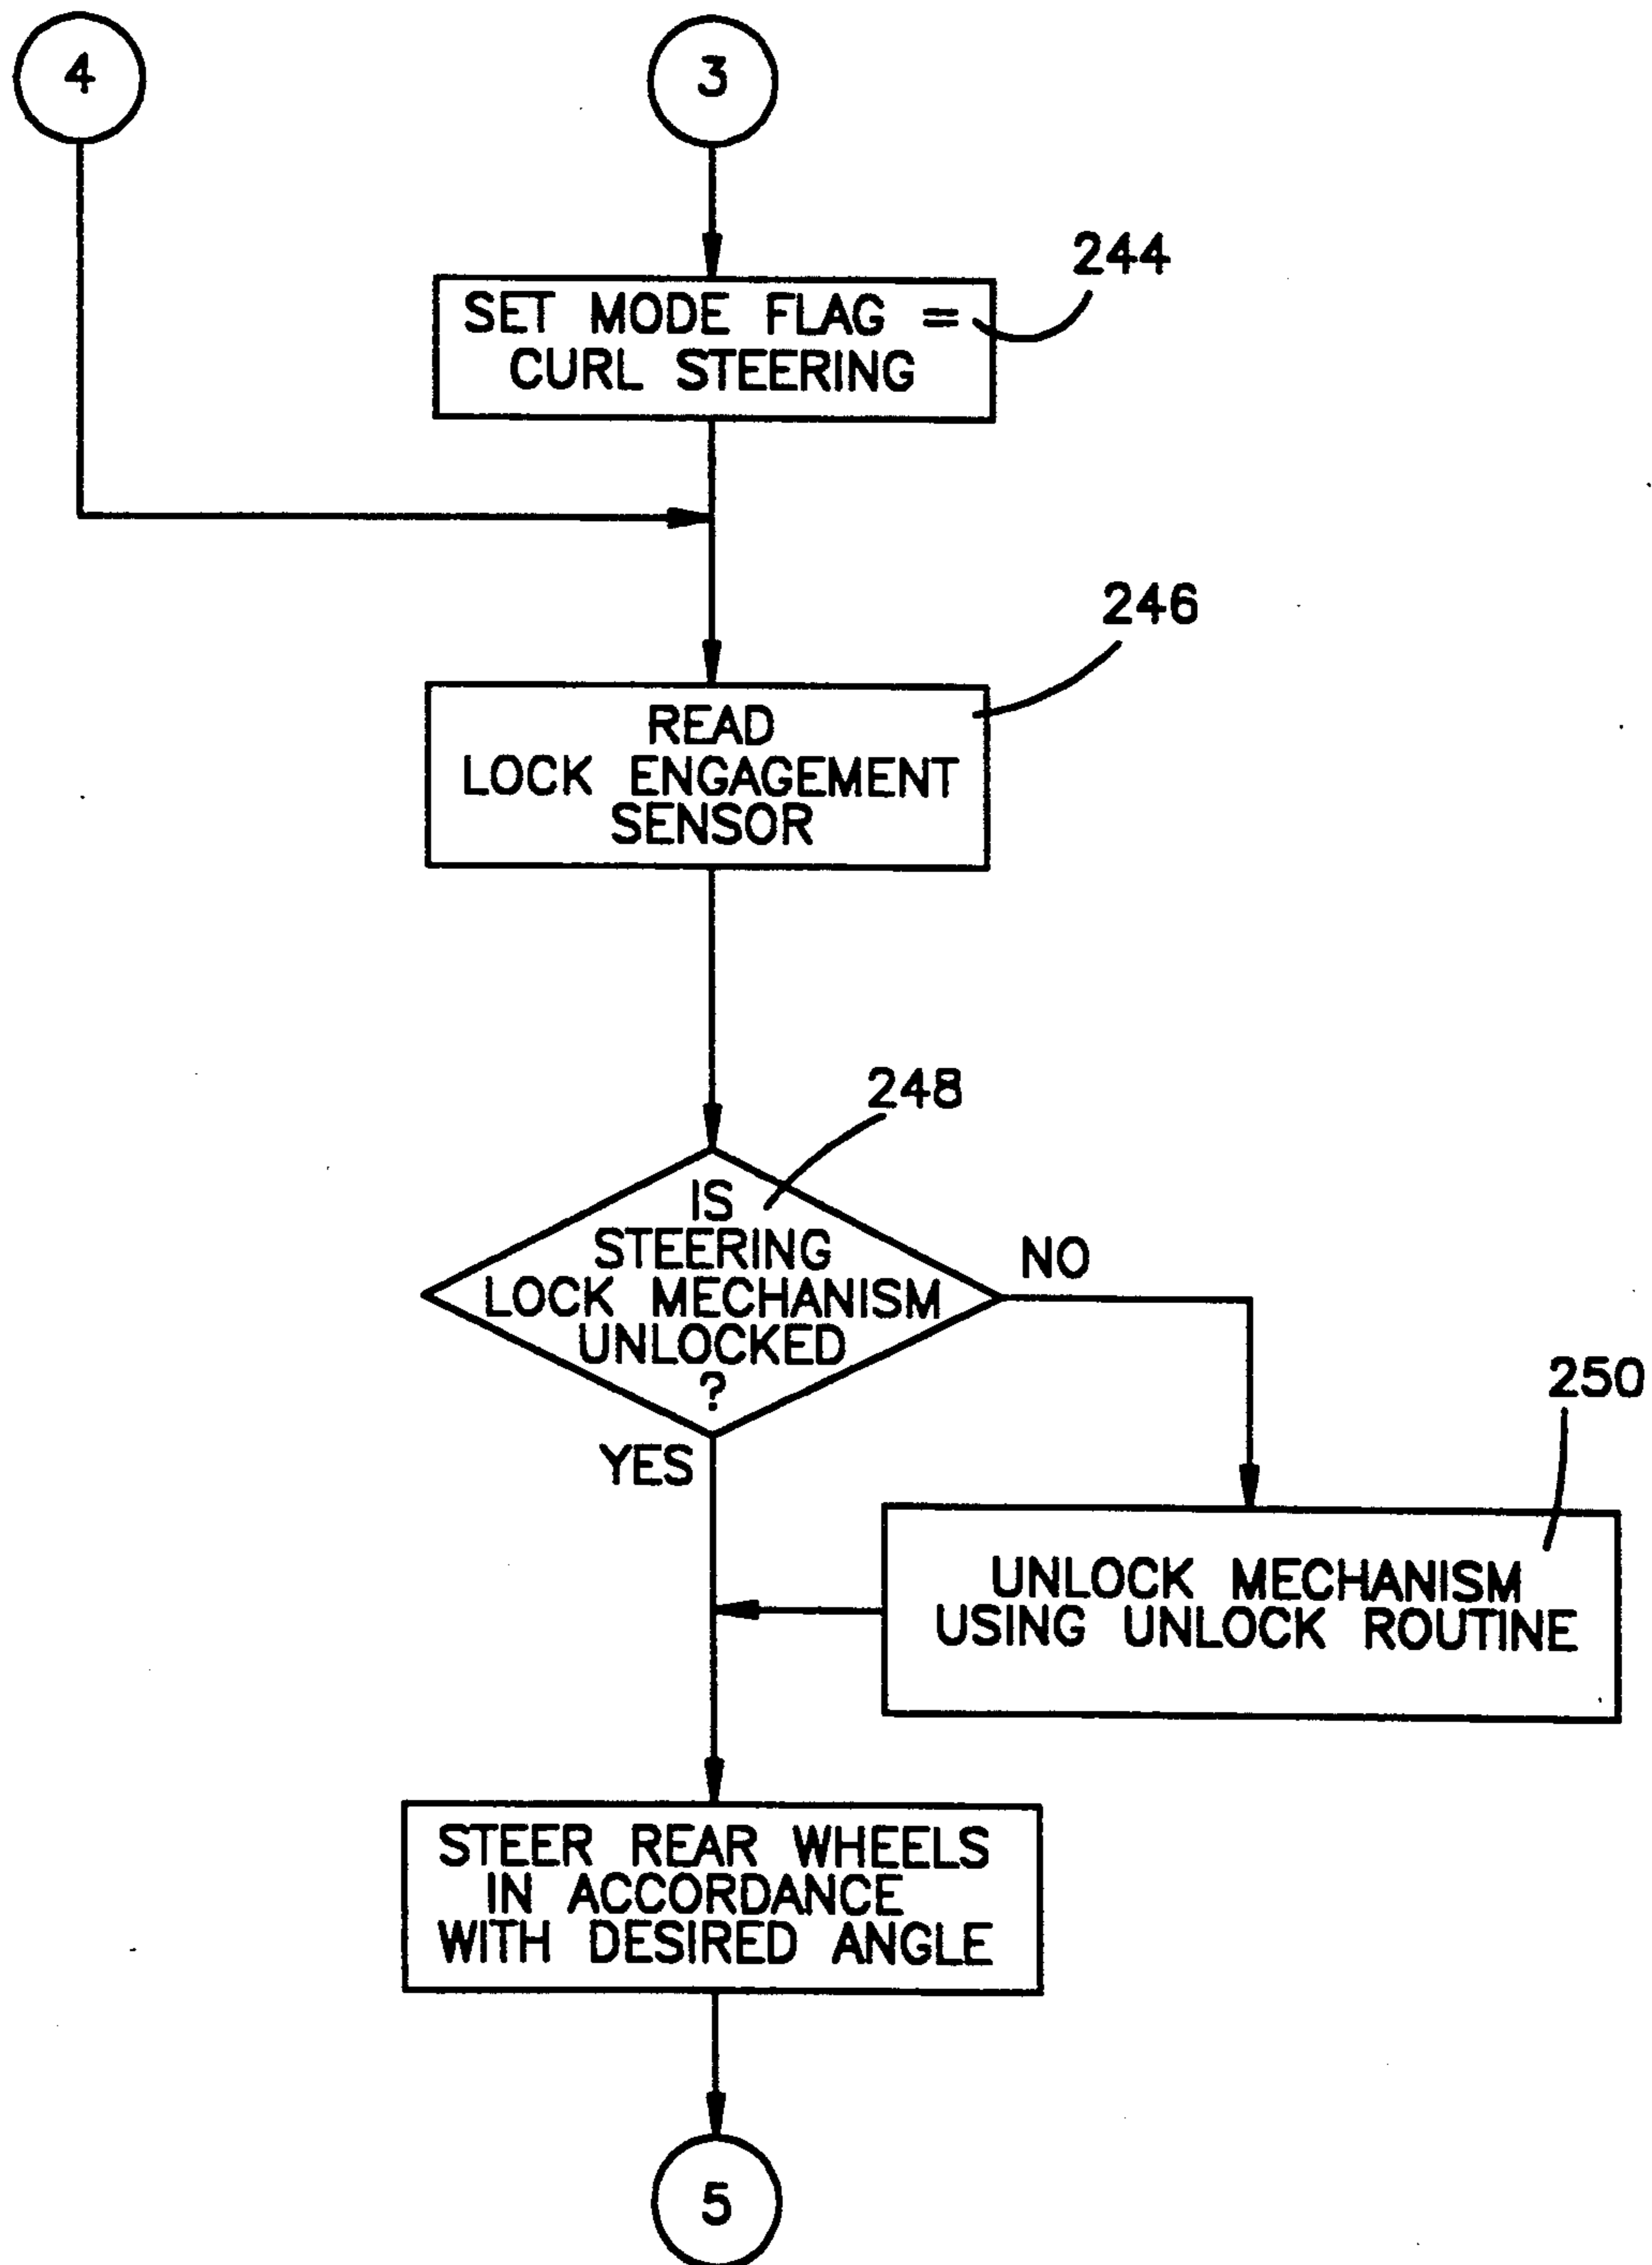 4
3
244
SET MODE FLAG =
CURL STEERING
246
READ
LOCK ENGAGEMENT
SENSOR
248
IS
STEERING
LOCK MECHANISM
UNLOCKED
?
NO
YES
250
UNLOCK MECHANISM
USING UNLOCK ROUTINE
STEER REAR WHEELS
IN ACCORDANCE
WITH DESIRED ANGLE
5